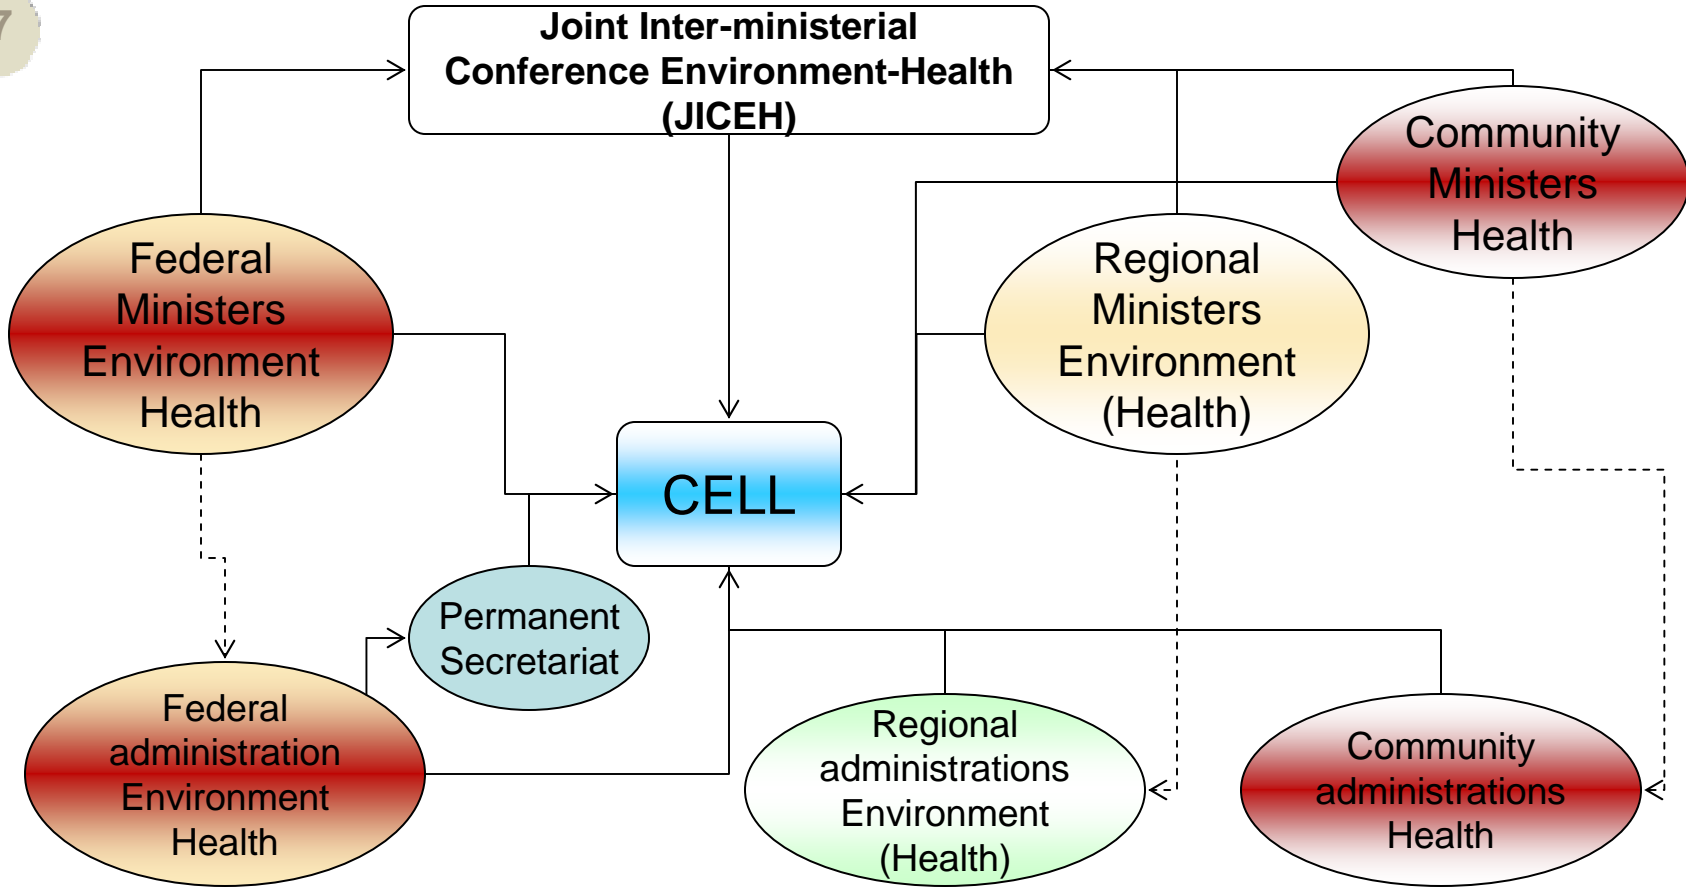 7
Joint Inter-ministerial
Conference Environment-Health
(JICEH)
Community
Ministers
Health
Federal
Ministers
Environment
Health
Regional
Ministers
Environment
(Health)
CELL
Permanent
Secretariat
Federal
administration
Environment
Health
Regional
administrations
Environment
(Health)
Community
administrations
Health